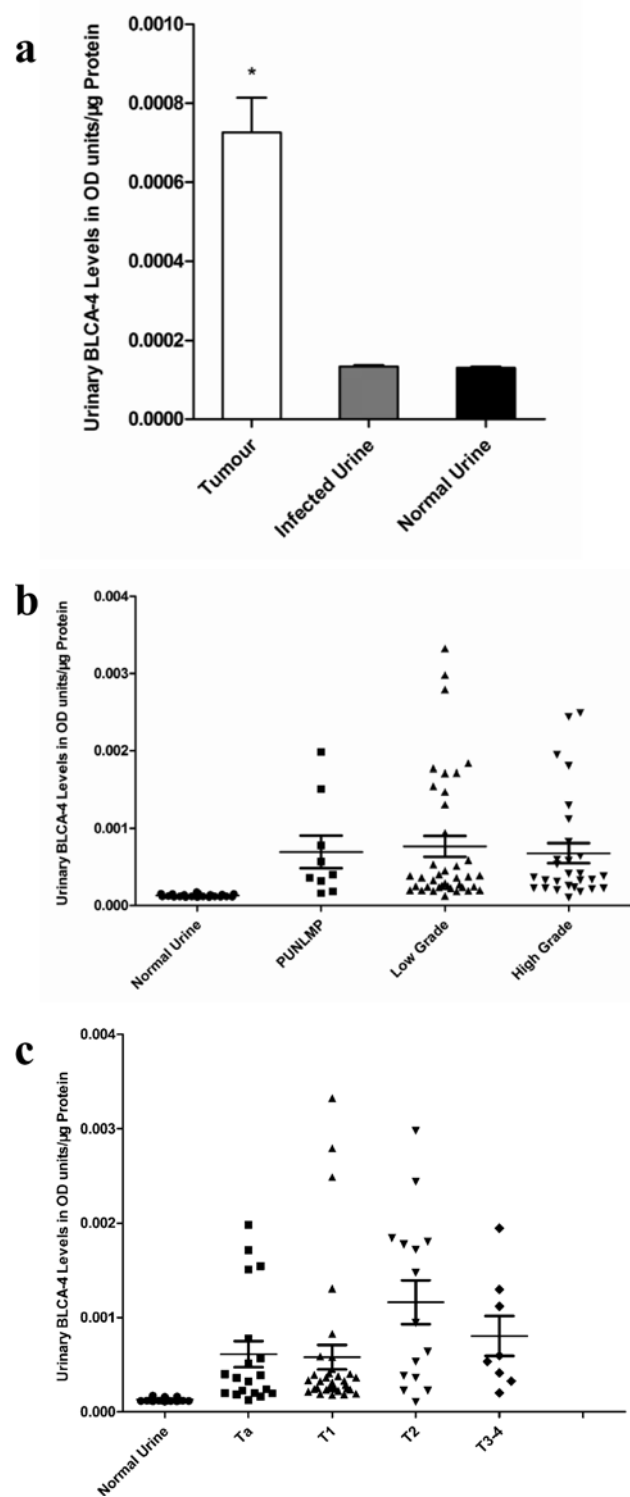 a
Urinary BLCA-4 Levels in OD units/µg Protein
0.0010
0.0008
0.0006
0.0004
0.0002
0.0000
*
Tumour
Infected Urine
Normal Urine
b
Urinary BLCA-4 Levels in OD units/µg Protein
0.004
0.003
0.002
0.001
0.000
Normal Urine
PUNLMP
Low Grade
High Grade
c
Urinary BLCA-4 Levels in OD units/µg Protein
0.004
0.003
0.002
0.001
0.000
Normal Urine
Ta
T1
T2
T3-4